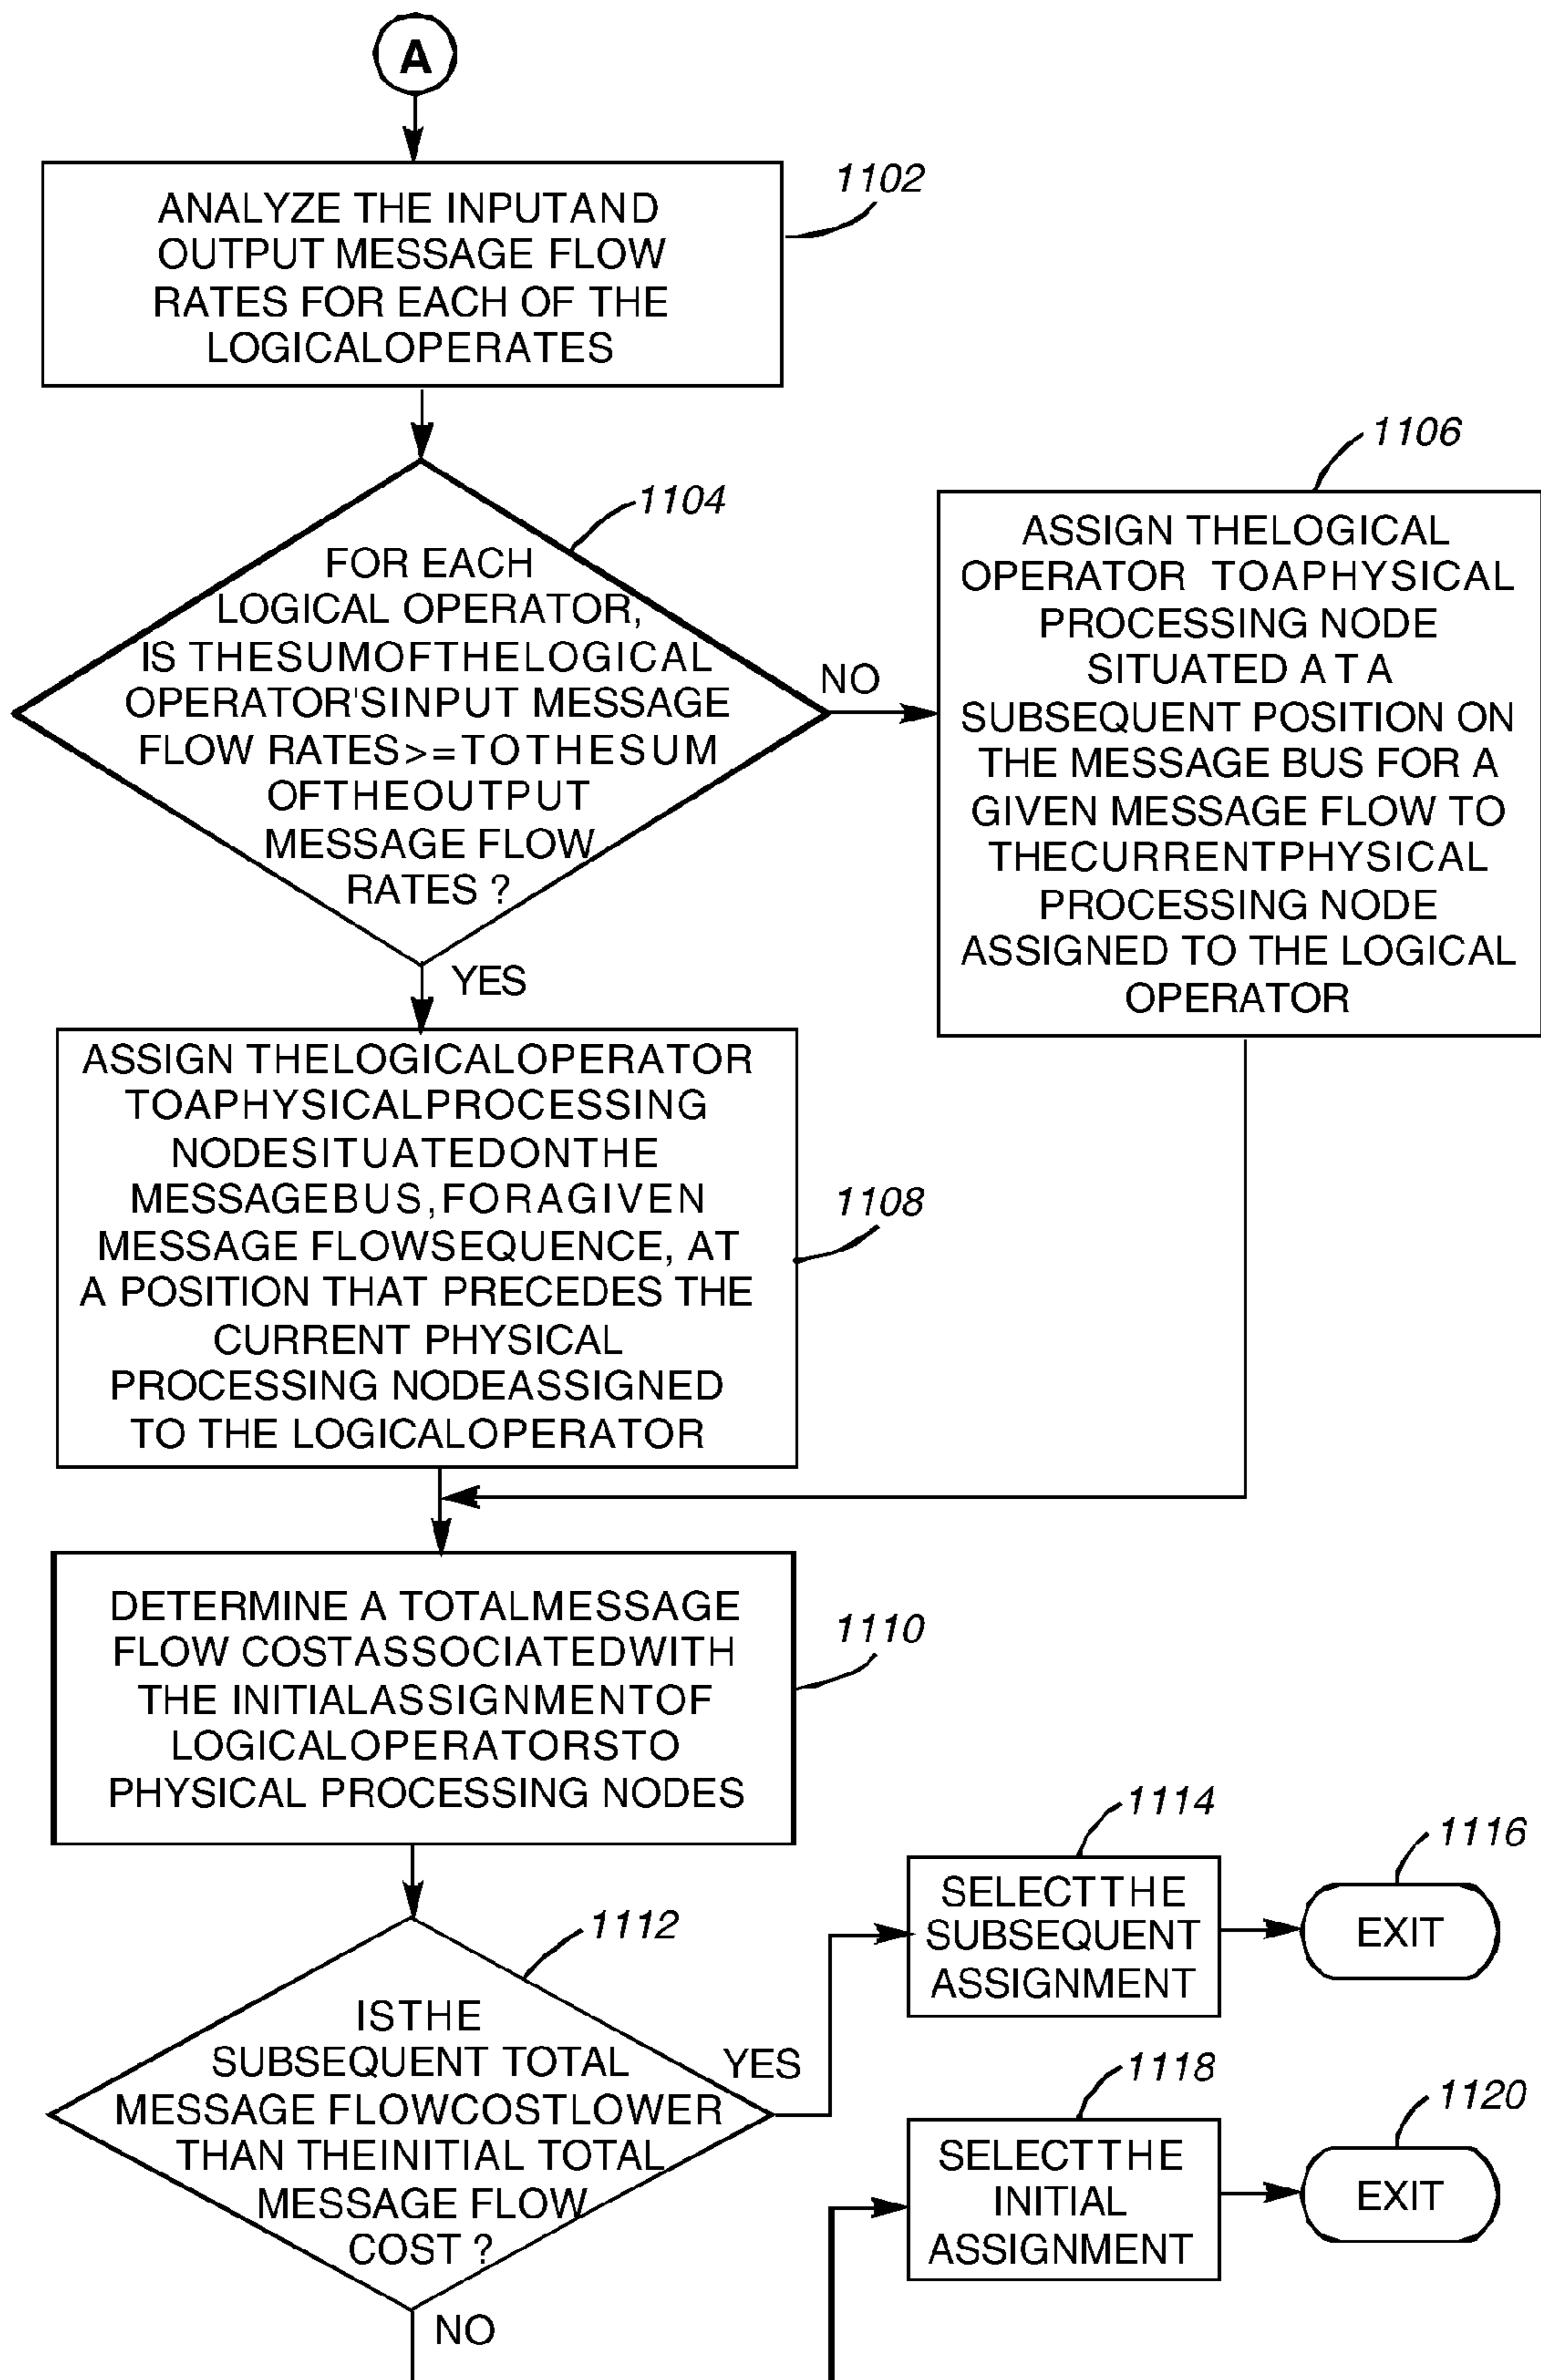 A
1102
ANALYZE THE INPUTAND
OUTPUT MESSAGE FLOW
RATES FOR EACH OF THE
LOGICALOPERATES
1104
FOR EACH
LOGICAL OPERATOR,
IS THESUMOFTHELOGICAL
OPERATOR'SINPUT MESSAGE
FLOW RATES>=TOTHESUM
OFTHEOUTPUT
MESSAGE FLOW
RATES ?
NO
YES
1106
ASSIGN THELOGICAL
OPERATOR TOAPHYSICAL
PROCESSING NODE
SITUATED AT A
SUBSEQUENT POSITION ON
THE MESSAGE BUS FOR A
GIVEN MESSAGE FLOW TO
THECURRENTPHYSICAL
PROCESSING NODE
ASSIGNED TO THE LOGICAL
OPERATOR
1108
ASSIGN THELOGICALOPERATOR
TOAPHYSICALPROCESSING
NODESITUATEDONTHE
MESSAGEBUS,FORAGIVEN
MESSAGE FLOWSEQUENCE, AT
A POSITION THAT PRECEDES THE
CURRENT PHYSICAL
PROCESSING NODEASSIGNED
TO THE LOGICALOPERATOR
1110
DETERMINE A TOTALMESSAGE
FLOW COSTASSOCIATEDWITH
THE INITIALASSIGNMENTOF
LOGICALOPERATORSTO
PHYSICAL PROCESSING NODES
1112
ISTHE
SUBSEQUENT TOTAL
MESSAGE FLOWCOSTLOWER
THAN THEINITIAL TOTAL
MESSAGE FLOW
COST ?
YES
NO
1114
SELECTTHE
SUBSEQUENT
ASSIGNMENT
1116
EXIT
1118
SELECTTHE
INITIAL
ASSIGNMENT
1120
EXIT